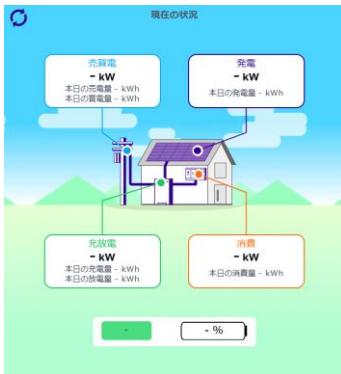 現在の状況
売買電
- kW
本日の売電量 - kWh
本日の買電量 - kWh
発電
- kW
本日の発電量 - kWh
充放電
- kW
本日の充電量 - kWh
本日の放電量 - kWh
消費
- kW
本日の消費量 - kWh
-
- %